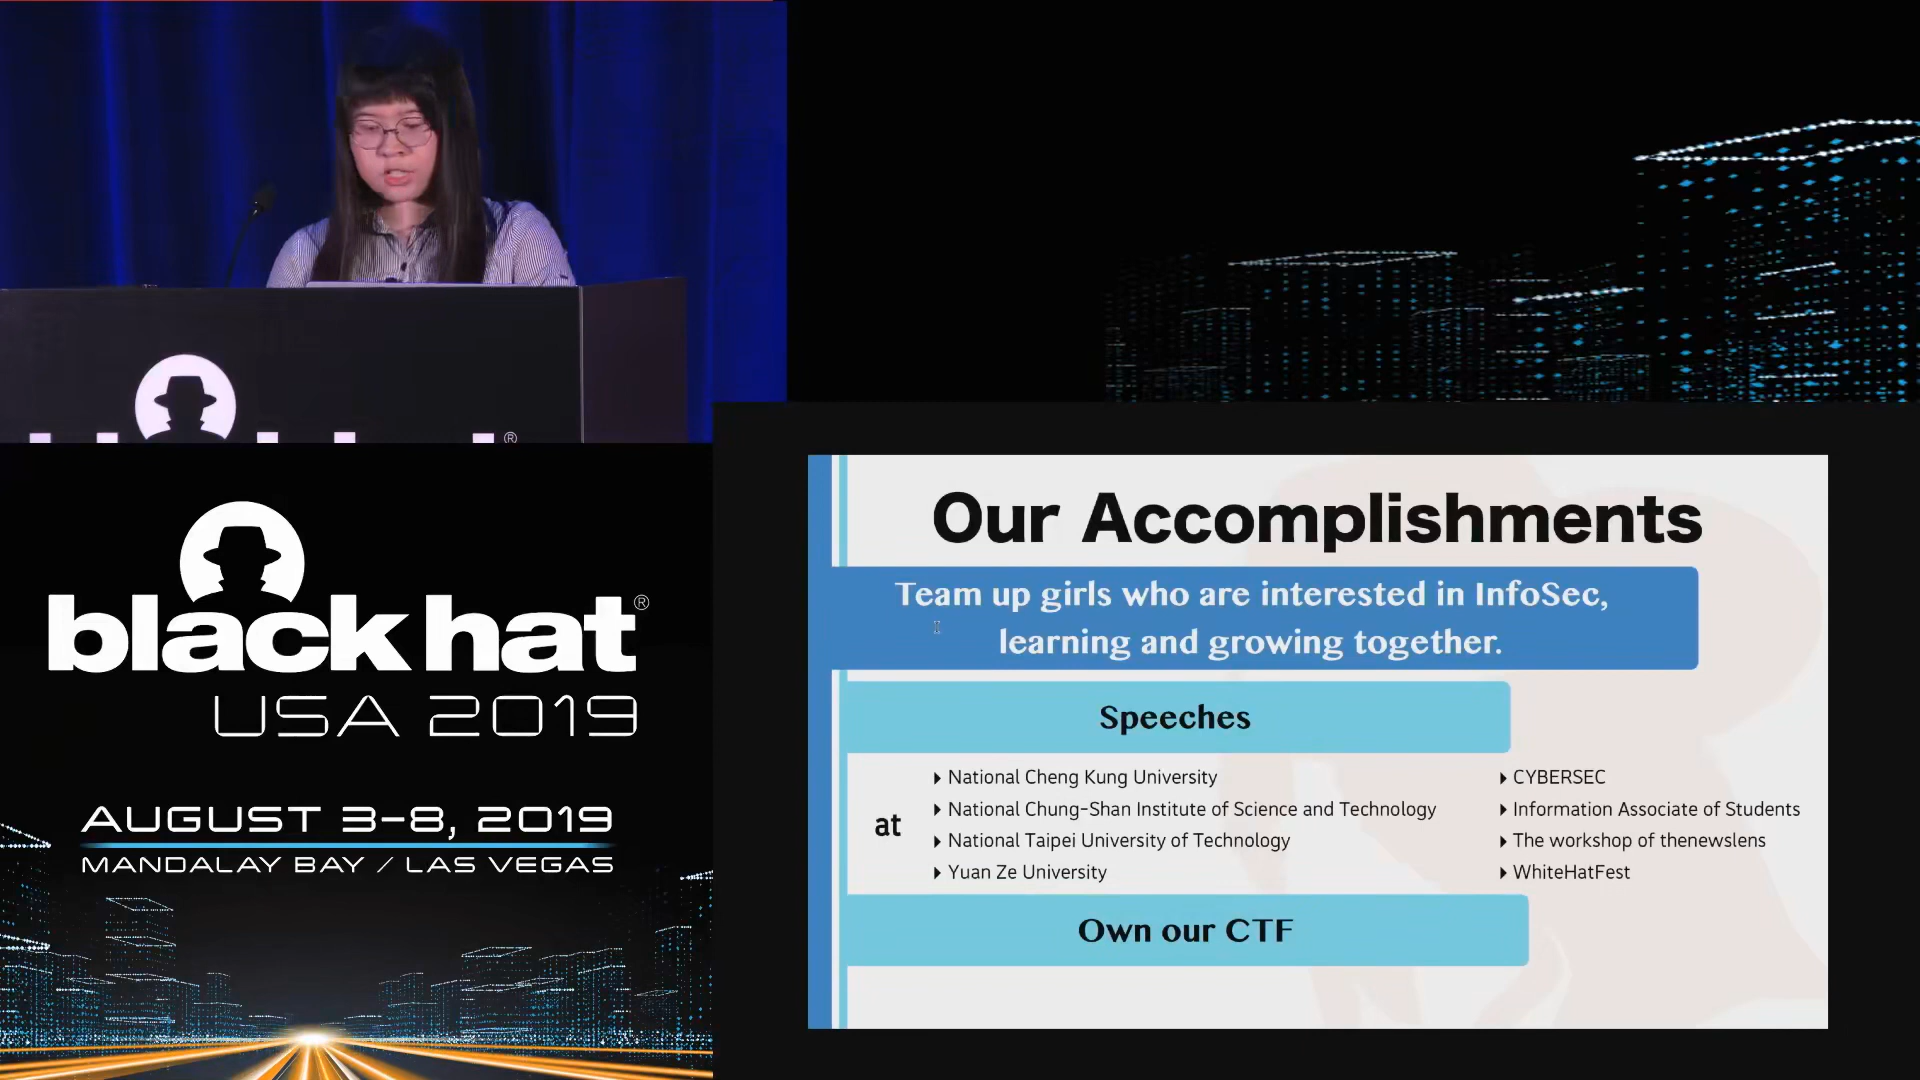 ®
black hat®
USA 2019
AUGUST 3-8, 2019
MANDALAY BAY / LAS VEGAS
Our Accomplishments
Team up girls who are interested in InfoSec,
learning and growing together.
Speeches
at
National Cheng Kung University
National Chung-Shan Institute of Science and Technology
National Taipei University of Technology
Yuan Ze University
CYBERSEC
Information Associate of Students
The workshop of thenewslens
WhiteHatFest
Own our CTF